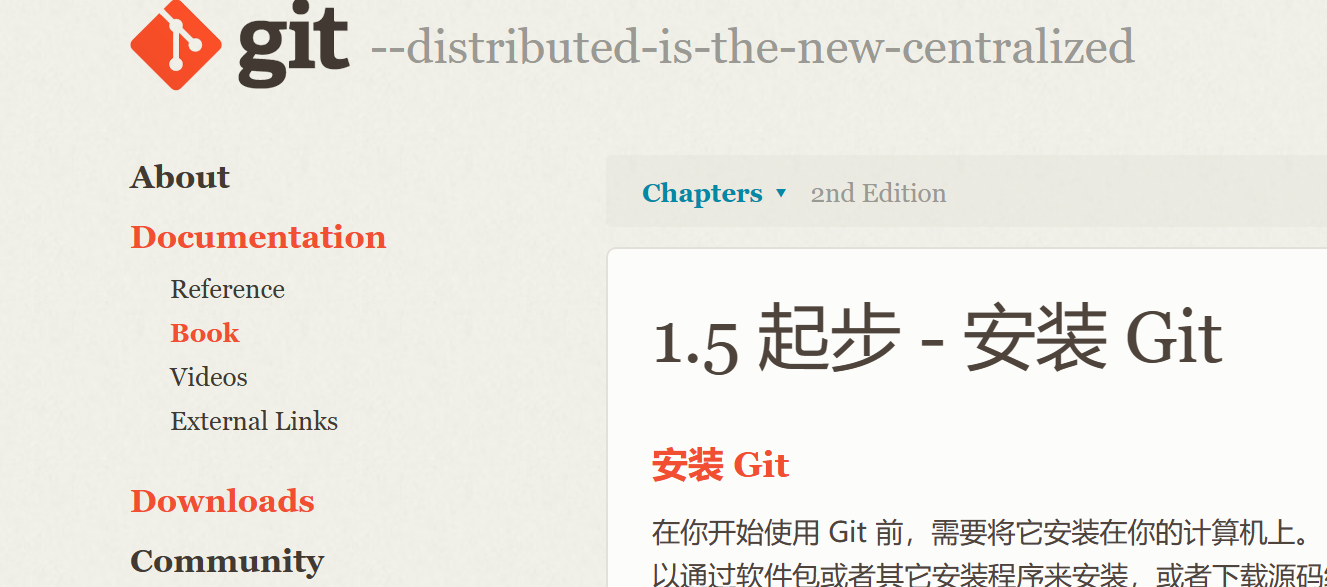 git --distributed-is-the-new-centralized
About
Documentation
Reference
Book
Videos
External Links
Downloads
Community
Chapters ▼ 2nd Edition
1.5 起步 - 安装 Git
安装 Git
在你开始使用 Git 前，需要将它安装在你的计算机上。
以通过软件包或者其它安装程序来安装，或者下载源码